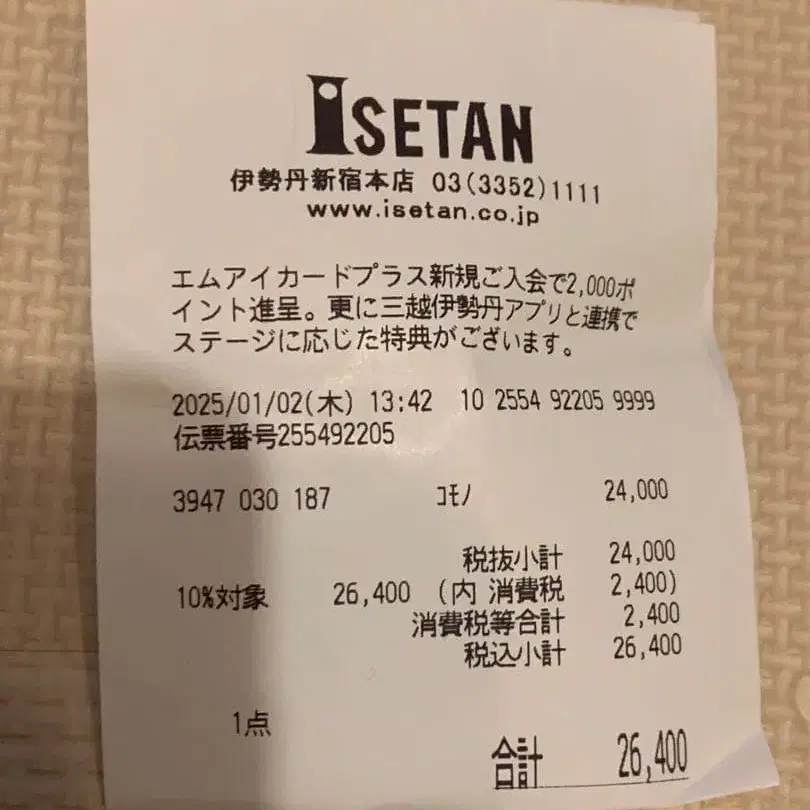 ISETAN
伊勢丹新宿本店 03(3352)1111
www.isetan.co.jp
エムアイカードプラス新規ご入会で2,000ポ
イント進呈。更に三越伊勢丹アプリと連携で
ステージに応じた特典がございます。
2025/01/02(木) 13:42 10 2554 92205 9999
伝票番号255492205
3947 030 187 コモノ 24,000
税抜小計 24,000
10%対象 26,400 (内 消費税 2,400)
消費税等合計 2,400
税込小計 26,400
1点
合計 26,400